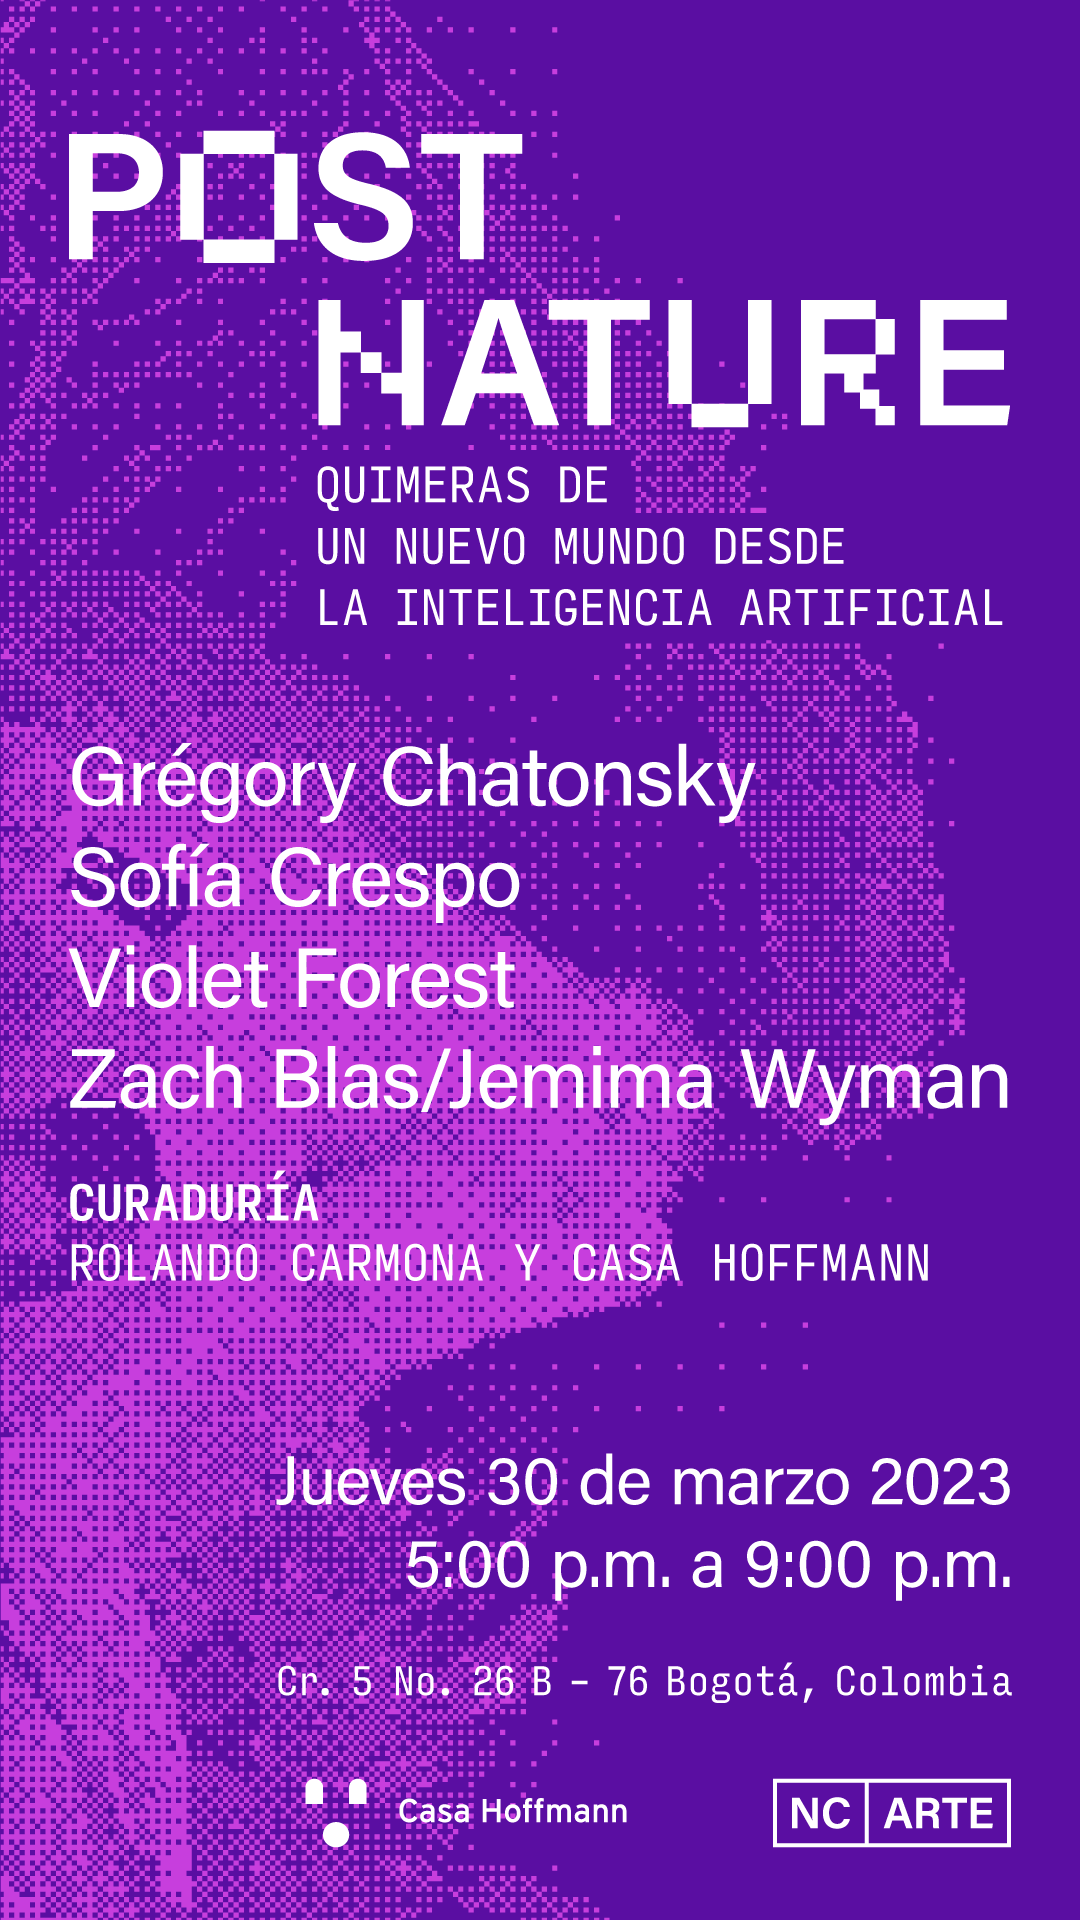 POST
NATURE
QUIMERAS DE
UN NUEVO MUNDO DESDE
LA INTELIGENCIA ARTIFICIAL
Grégory Chatonsky
Sofía Crespo
Violet Forest
Zach Blas/Jemima Wyman
CURADURÍA
ROLANDO CARMONA Y CASA HOFFMANN
Jueves 30 de marzo 2023
5:00 p.m. a 9:00 p.m.
Cr. 5 No. 26 B – 76 Bogotá, Colombia
Casa Hoffmann
NC ARTE